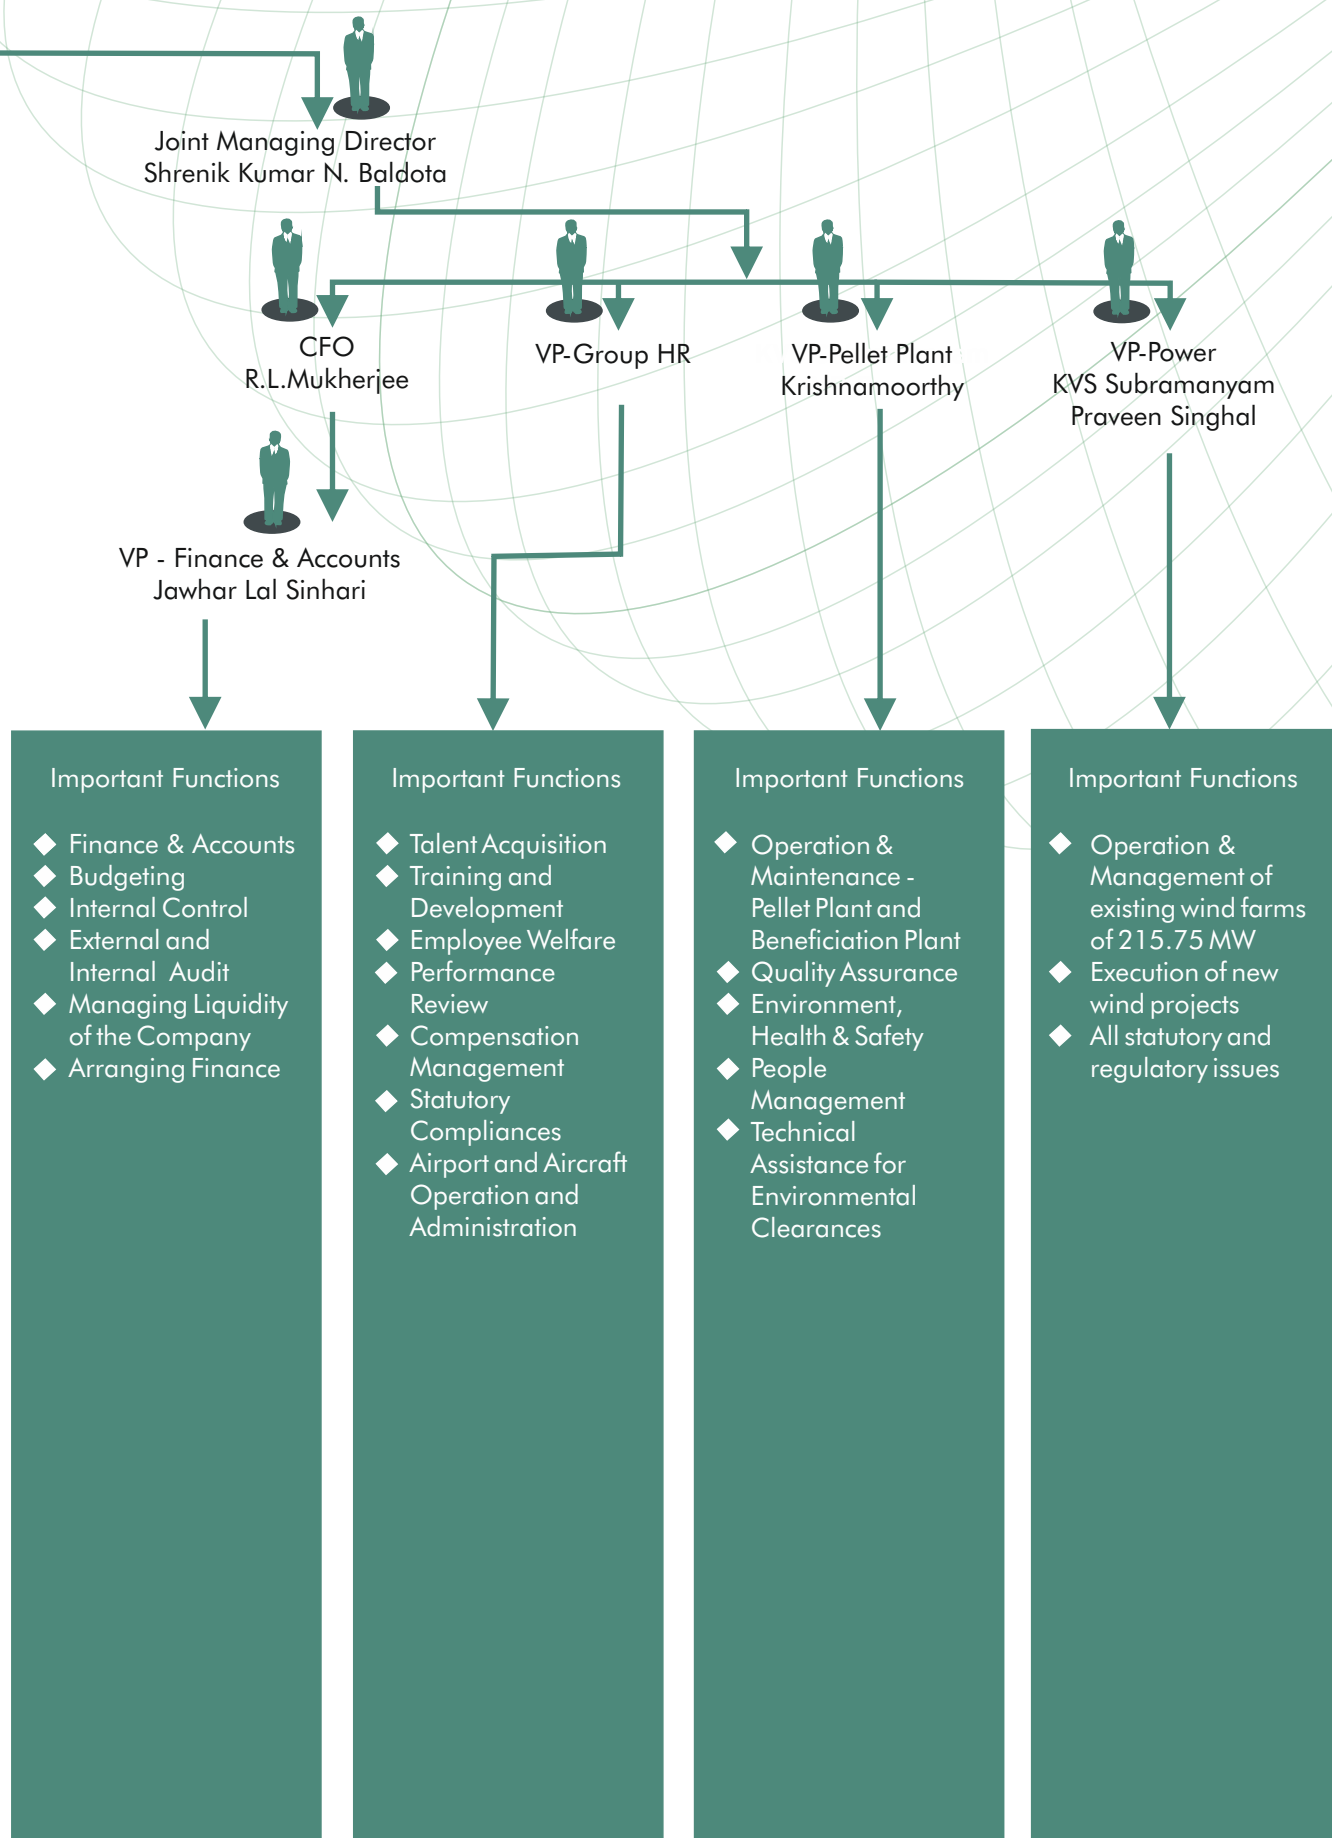 Joint Managing Director
Shrenik Kumar N. Baldota
CFO
R.L.Mukherjee
VP-Group HR
VP-Pellet Plant
Krishnamoorthy
VP-Power
KVS Subramanyam
Praveen Singhal
VP - Finance & Accounts
Jawhar Lal Sinhari
Important Functions
Finance & Accounts
Budgeting
Internal Control
External and
Internal Audit
Managing Liquidity
of the Company
Arranging Finance
Important Functions
Talent Acquisition
Training and
Development
Employee Welfare
Performance
Review
Compensation
Management
Statutory
Compliances
Airport and Aircraft
Operation and
Administration
Important Functions
Operation &
Maintenance -
Pellet Plant and
Beneficiation Plant
Quality Assurance
Environment,
Health & Safety
People
Management
Technical
Assistance for
Environmental
Clearances
Important Functions
Operation &
Management of
existing wind farms
of 215.75 MW
Execution of new
wind projects
All statutory and
regulatory issues